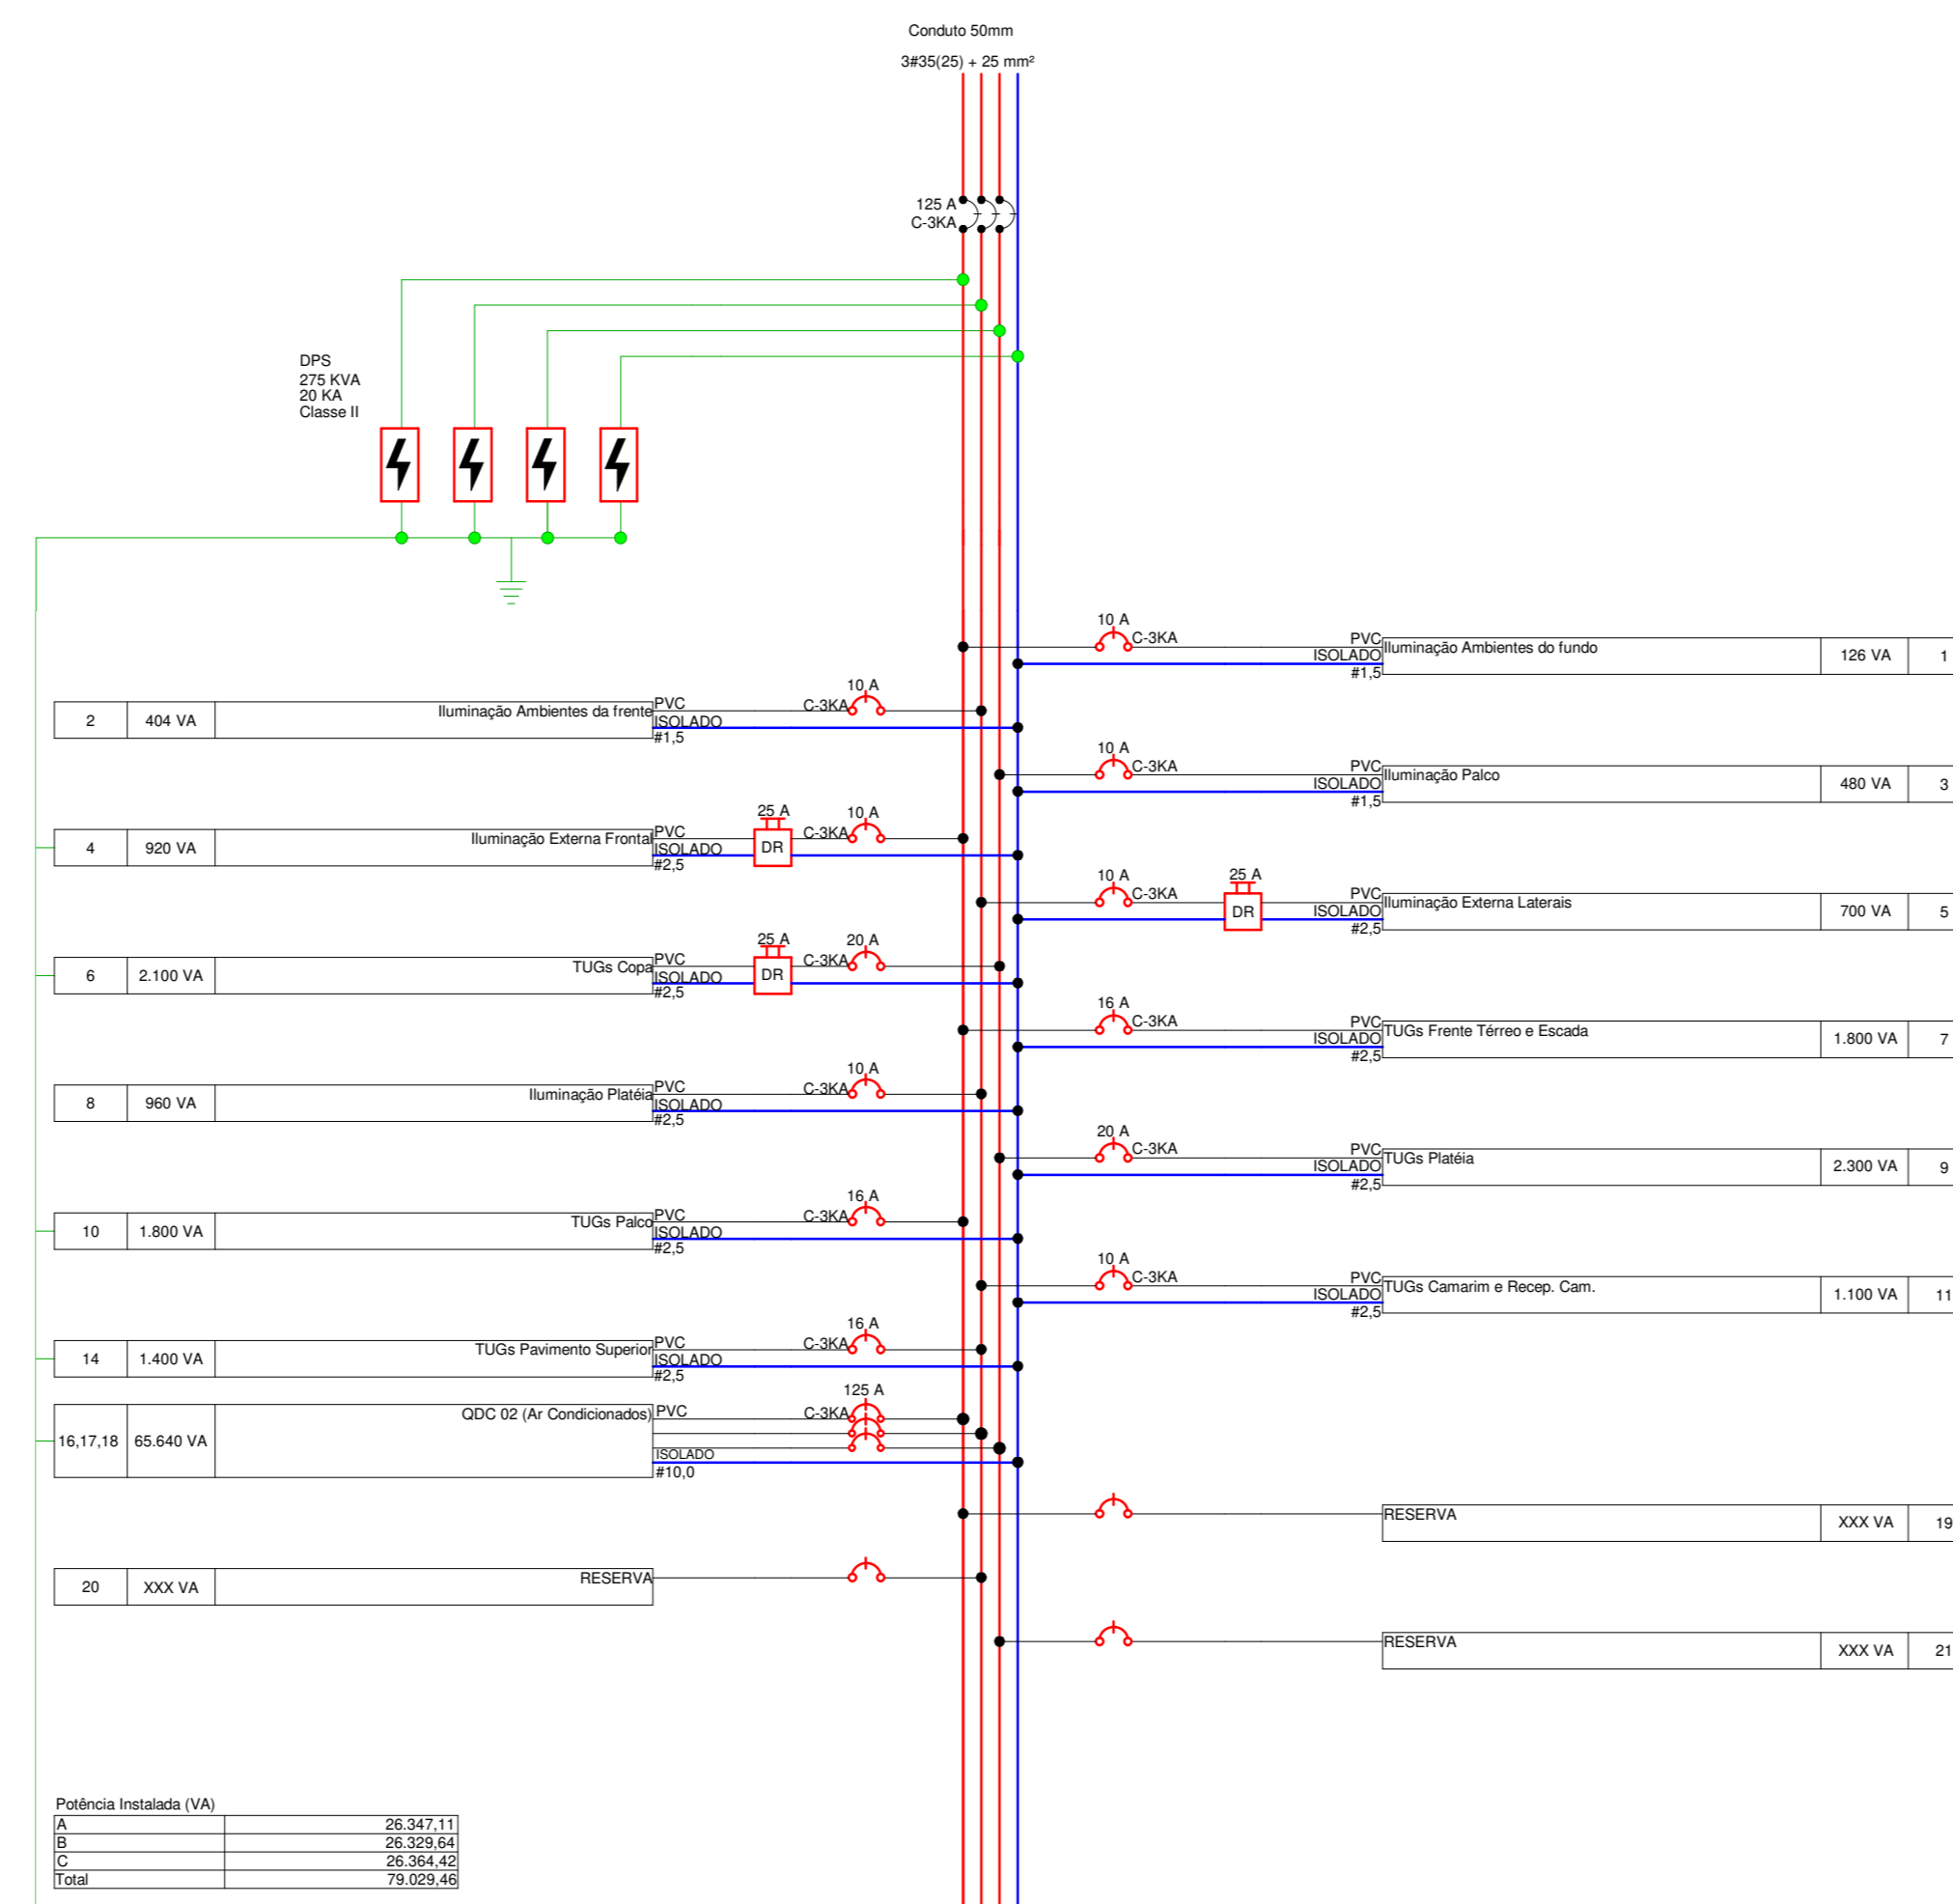 Conduto 50mm
3#35(25) + 25 mm²
125 A
C-3KA
DPS
275 KVA
20 KA
Classe II
10 A
C-3KA
PVC
ISOLADO
#1,5
Iluminação Ambientes do fundo
126 VA
1
2
404 VA
Iluminação Ambientes da frente
PVC
ISOLADO
#1,5
C-3KA
10 A
10 A
C-3KA
PVC
ISOLADO
#1,5
Iluminação Palco
480 VA
3
4
920 VA
Iluminação Externa Frontal
PVC
ISOLADO
#2,5
25 A
DR
C-3KA
10 A
10 A
C-3KA
25 A
DR
PVC
ISOLADO
#2,5
Iluminação Externa Laterais
700 VA
5
6
2.100 VA
TUGs Copa
PVC
ISOLADO
#2,5
25 A
DR
C-3KA
20 A
16 A
C-3KA
PVC
ISOLADO
#2,5
TUGs Frente Térreo e Escada
1.800 VA
7
8
960 VA
Iluminação Platéia
PVC
ISOLADO
#2,5
C-3KA
10 A
20 A
C-3KA
PVC
ISOLADO
#2,5
TUGs Platéia
2.300 VA
9
10
1.800 VA
TUGs Palco
PVC
ISOLADO
#2,5
C-3KA
16 A
10 A
C-3KA
PVC
ISOLADO
#2,5
TUGs Camarim e Recep. Cam.
1.100 VA
11
14
1.400 VA
TUGs Pavimento Superior
PVC
ISOLADO
#2,5
C-3KA
16 A
16,17,18
65.640 VA
QDC 02 (Ar Condicionados)
PVC
ISOLADO
#10,0
C-3KA
125 A
RESERVA
XXX VA
19
20
XXX VA
RESERVA
RESERVA
XXX VA
21
Potência Instalada (VA)
A 26.347,11
B 26.329,64
C 26.364,42
Total 79.029,46